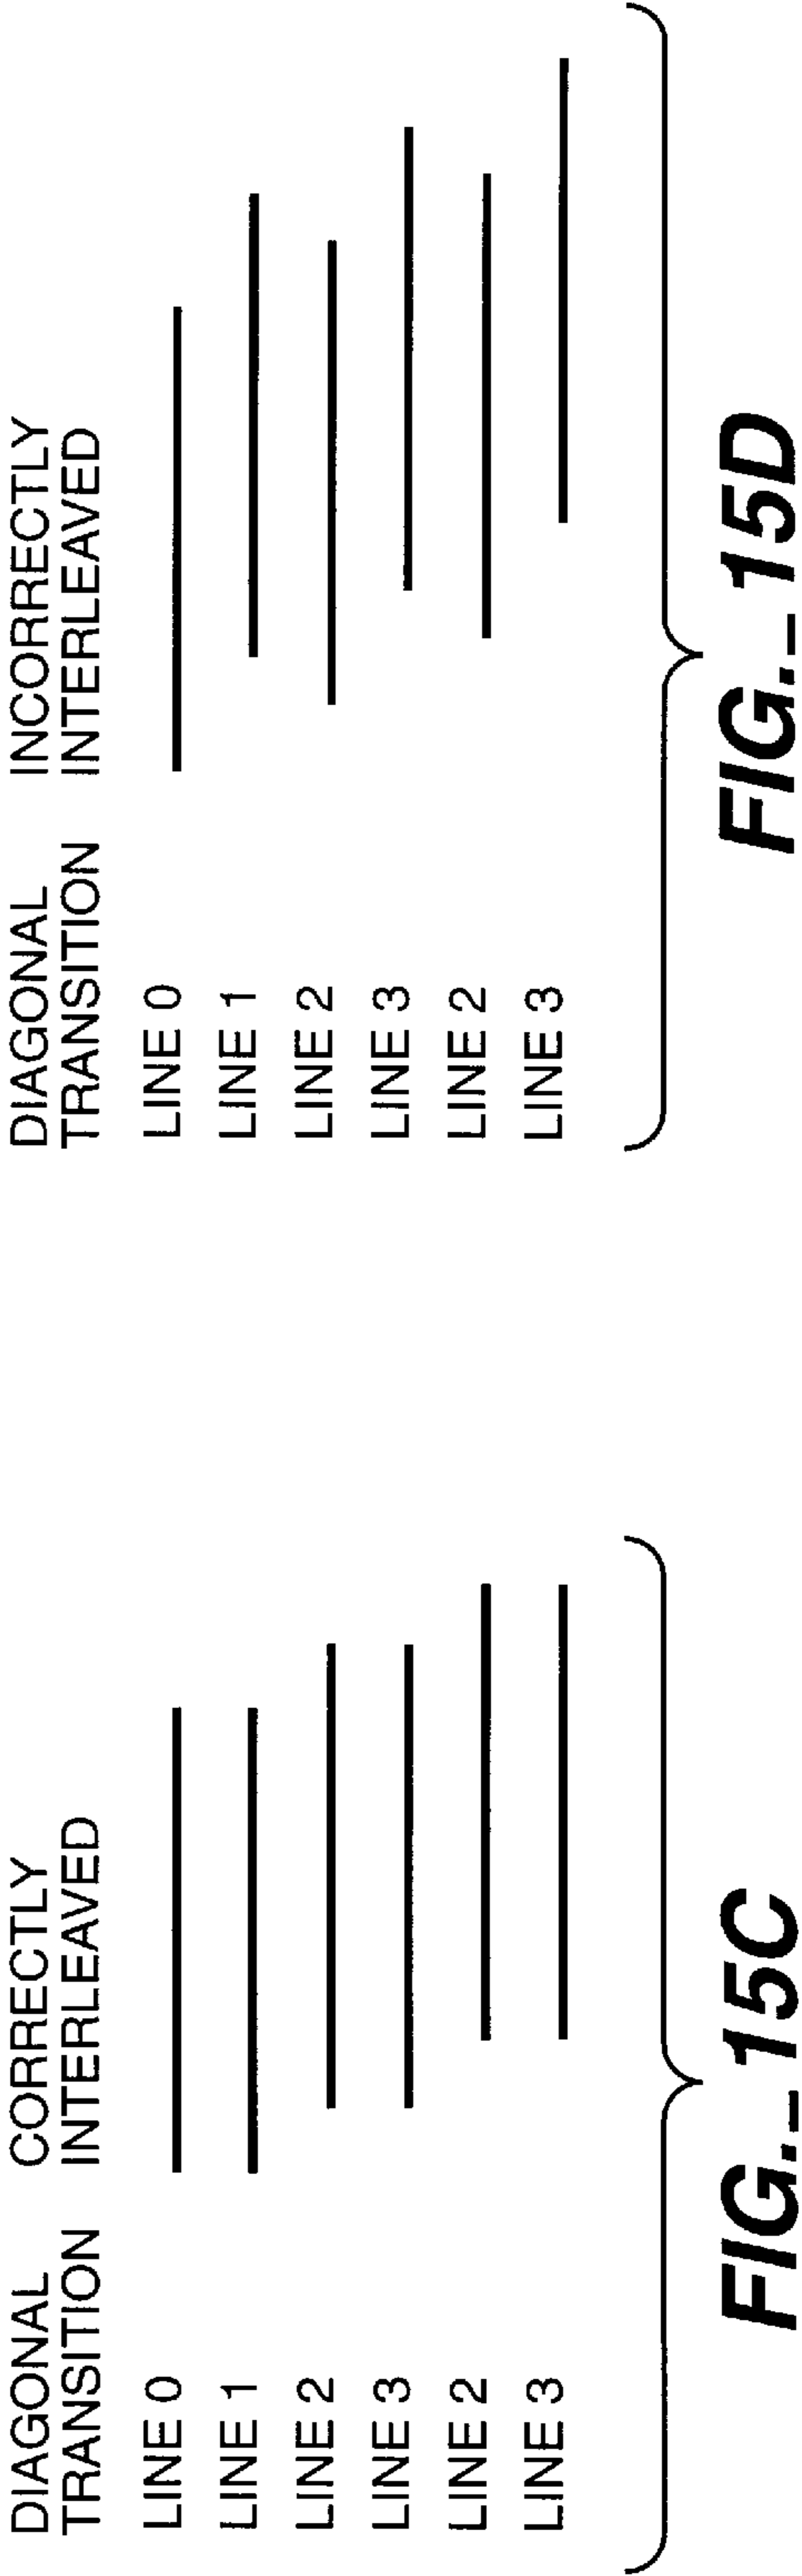 DIAGONAL CORRECTLY
TRANSITION INTERLEAVED
LINE 0
LINE 1
LINE 2
LINE 3
LINE 2
LINE 3
FIG._15C
DIAGONAL INCORRECTLY
TRANSITION INTERLEAVED
LINE 0
LINE 1
LINE 2
LINE 3
LINE 2
LINE 3
FIG._15D